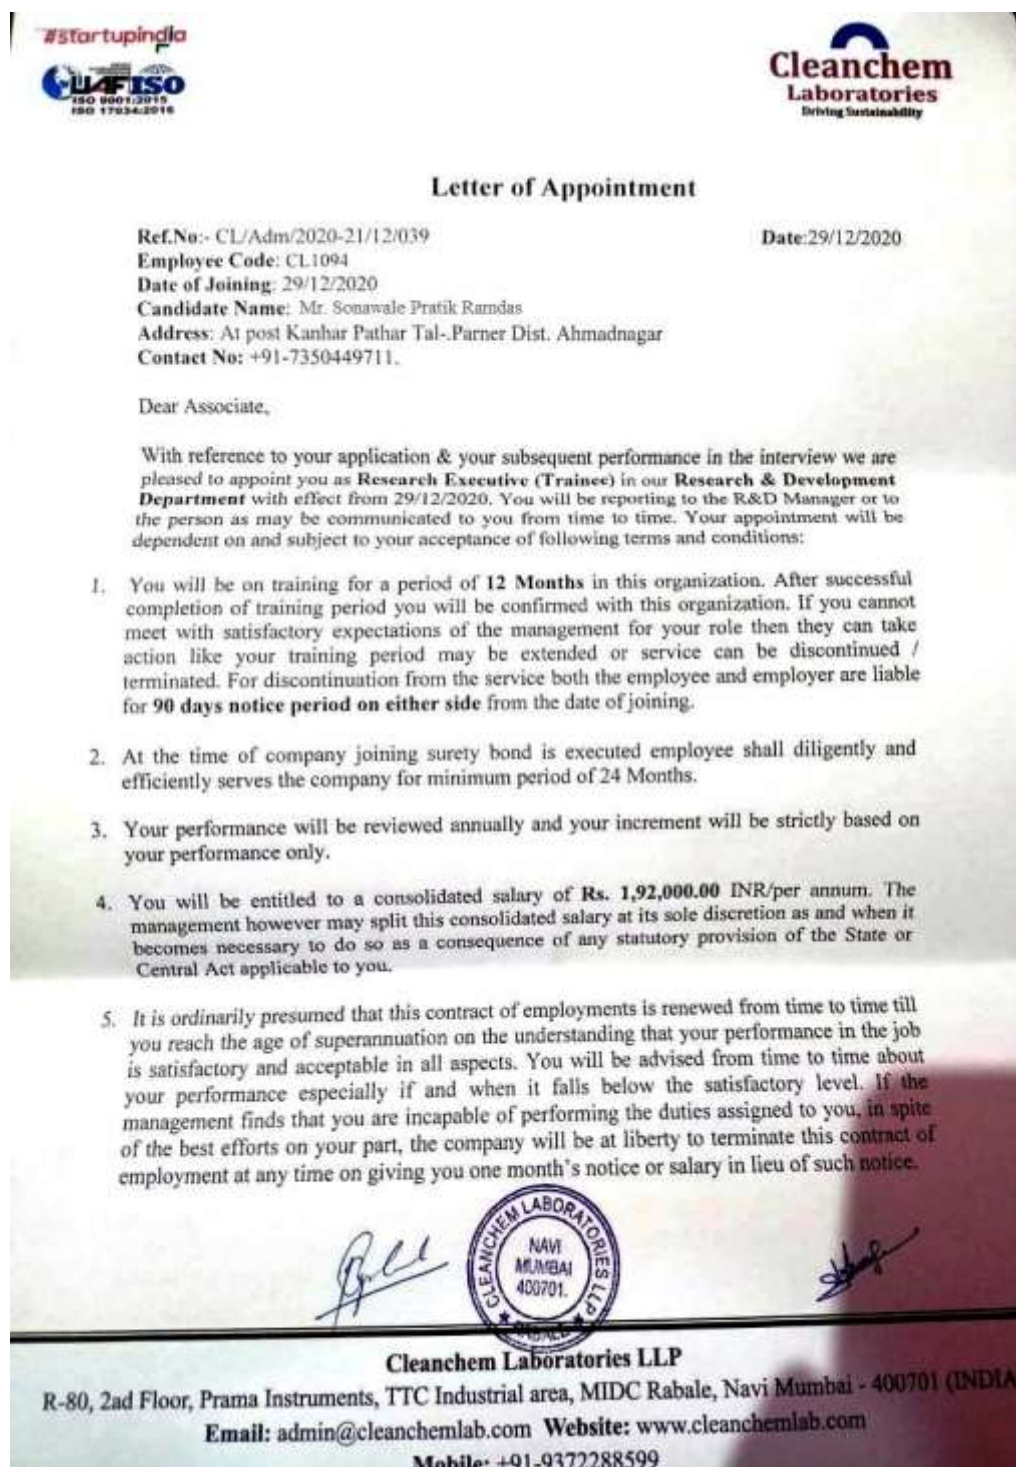 #startupindia
UAF ISO
ISO 9001:2015
ISO 17034:2016
Cleanchem
Laboratories
Driving Sustainability
Letter of Appointment
Ref.No:- CL/Adm/2020-21/12/039 Date:29/12/2020
Employee Code: CL1094
Date of Joining: 29/12/2020
Candidate Name: Mr. Sonawale Pratik Ramdas
Address: At post Kanhar Pathar Tal-.Parner Dist. Ahmadnagar
Contact No: +91-7350449711.
Dear Associate,
With reference to your application & your subsequent performance in the interview we are
pleased to appoint you as Research Executive (Trainee) in our Research & Development
Department with effect from 29/12/2020. You will be reporting to the R&D Manager or to
the person as may be communicated to you from time to time. Your appointment will be
dependent on and subject to your acceptance of following terms and conditions:
1. You will be on training for a period of 12 Months in this organization. After successful
completion of training period you will be confirmed with this organization. If you cannot
meet with satisfactory expectations of the management for your role then they can take
action like your training period may be extended or service can be discontinued /
terminated. For discontinuation from the service both the employee and employer are liable
for 90 days notice period on either side from the date of joining.
2. At the time of company joining surety bond is executed employee shall diligently and
efficiently serves the company for minimum period of 24 Months.
3. Your performance will be reviewed annually and your increment will be strictly based on
your performance only.
4. You will be entitled to a consolidated salary of Rs. 1,92,000.00 INR/per annum. The
management however may split this consolidated salary at its sole discretion as and when it
becomes necessary to do so as a consequence of any statutory provision of the State or
Central Act applicable to you.
5. It is ordinarily presumed that this contract of employments is renewed from time to time till
you reach the age of superannuation on the understanding that your performance in the job
is satisfactory and acceptable in all aspects. You will be advised from time to time about
your performance especially if and when it falls below the satisfactory level. If the
management finds that you are incapable of performing the duties assigned to you, in spite
of the best efforts on your part, the company will be at liberty to terminate this contract of
employment at any time on giving you one month's notice or salary in lieu of such notice.
CLEANCHEM LABORATORIES LLP
NAVI
MUMBAI
400701.
RABALE
Cleanchem Laboratories LLP
R-80, 2ad Floor, Prama Instruments, TTC Industrial area, MIDC Rabale, Navi Mumbai - 400701 (INDIA
Email: admin@cleanchemlab.com Website: www.cleanchemlab.com
Mobile: +91-9372288599